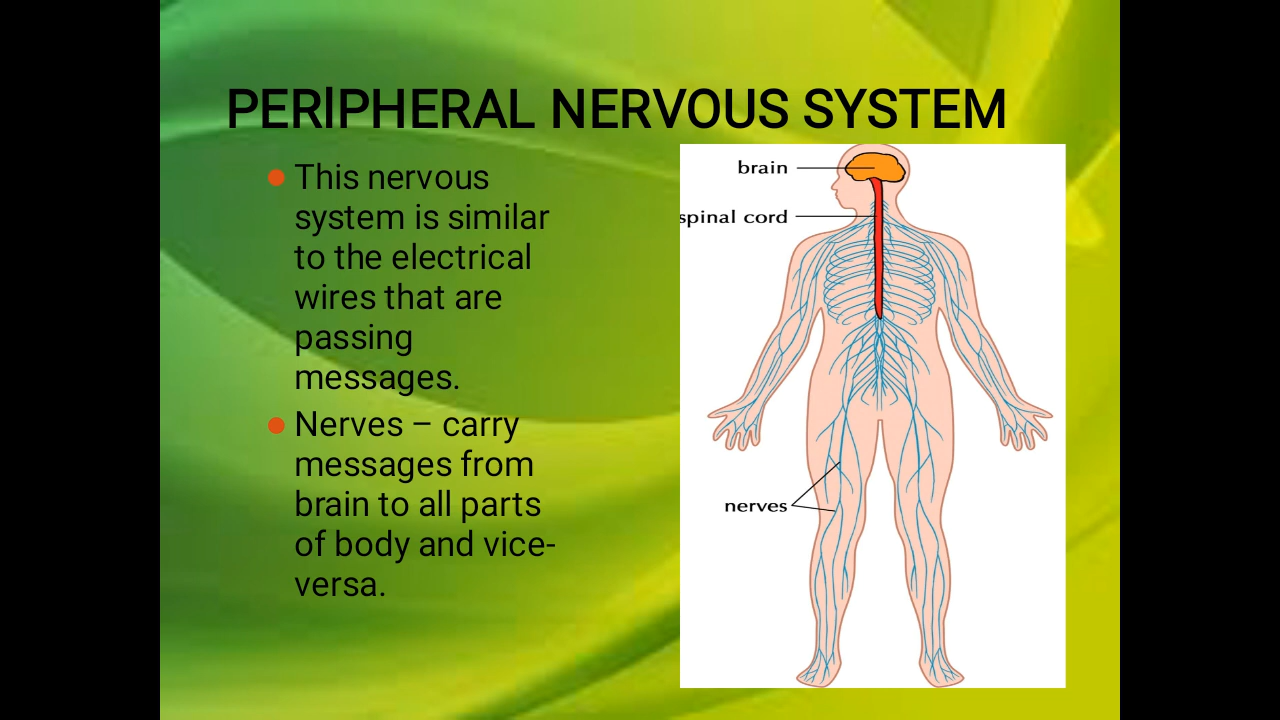 PERlPHERAL NERVOUS SYSTEM
This nervous
system is similar
to the electrical
wires that are
passing
messages.
Nerves – carry
messages from
brain to all parts
of body and vice-
versa.
brain
spinal cord
nerves